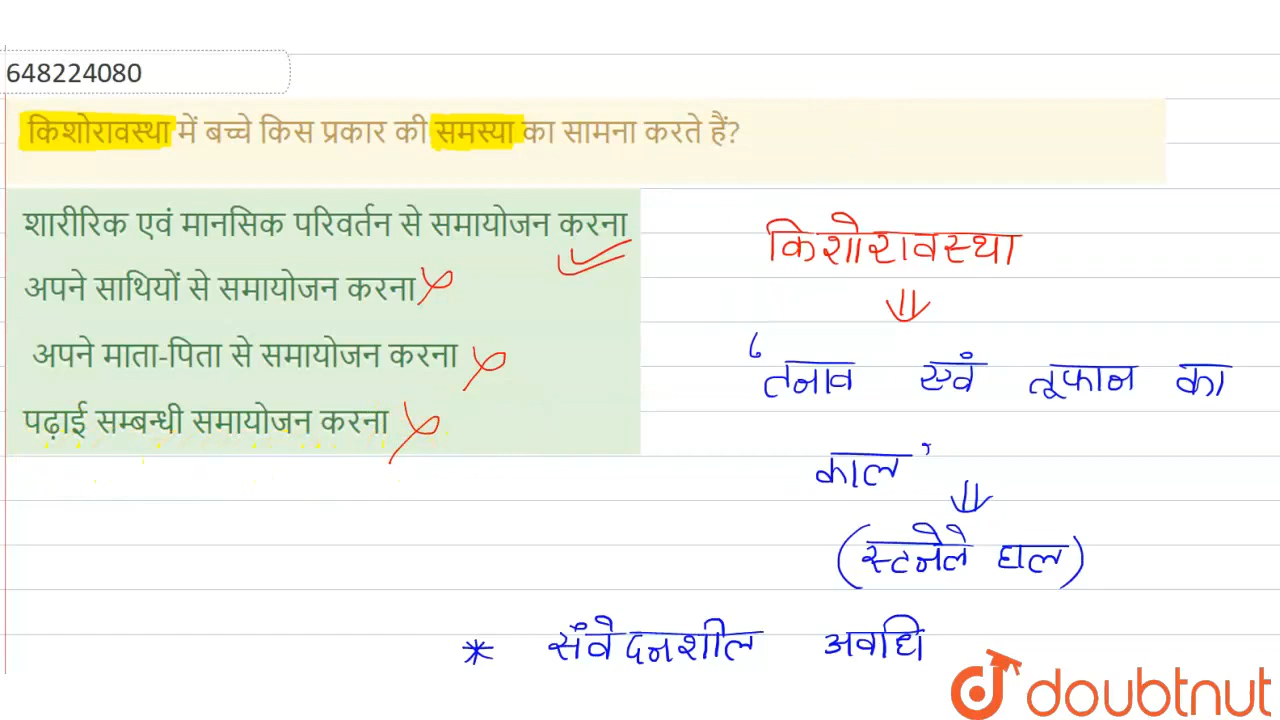 648224080
किशोरावस्था में बच्चे किस प्रकार की समस्या का सामना करते हैं?
शारीरिक एवं मानसिक परिवर्तन से समायोजन करना
अपने साथियों से समायोजन करना
अपने माता-पिता से समायोजन करना
पढ़ाई सम्बन्धी समायोजन करना
किशोरावस्था
'तनाव एवं तूफान का
काल'
(स्टनेले हाल)
* संवेदनशील अवधि
doubtnut